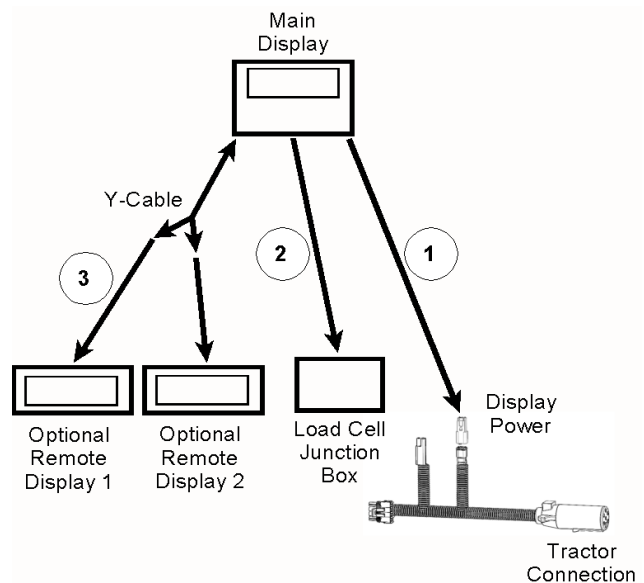 Main
Display
Y-Cable
3
2
1
Optional
Remote
Display 1
Optional
Remote
Display 2
Load Cell
Junction
Box
Display
Power
Tractor
Connection